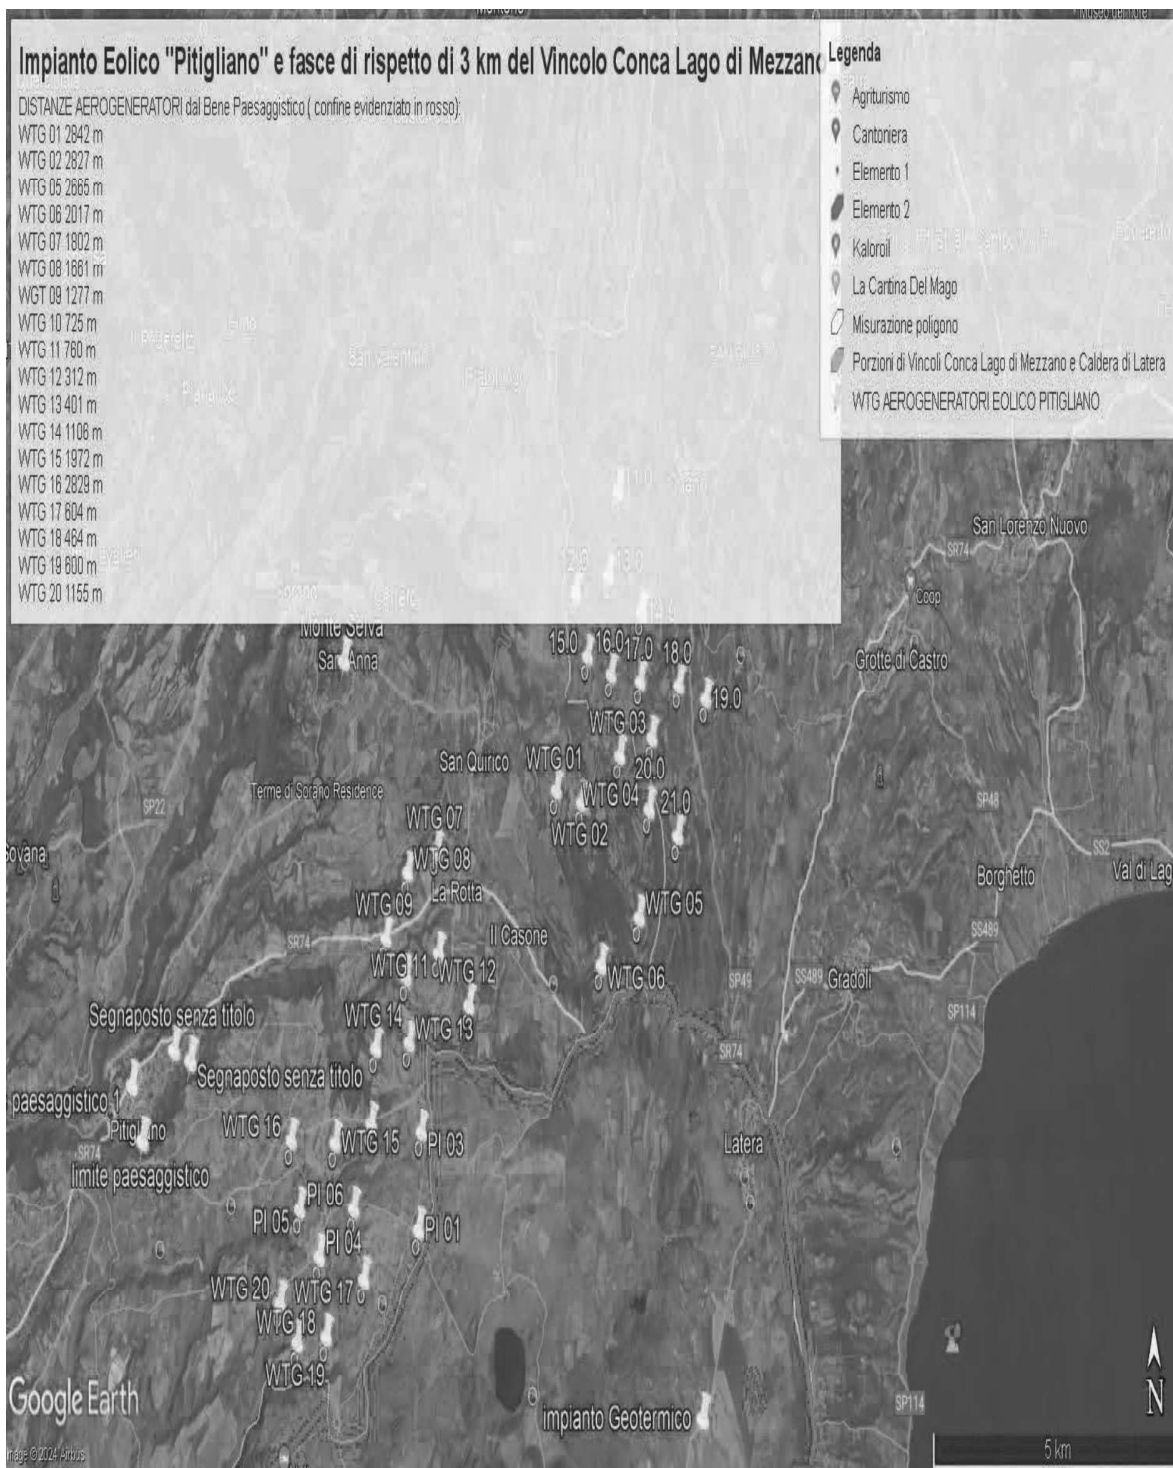 Impianto Eolico "Pitigliano" e fasce di rispetto di 3 km del Vincolo Conca Lago di Mezzano
DISTANZE AEROGENERATORI dal Bene Paesaggistico ( confine evidenziato in rosso):
WTG 01 2842 m
WTG 02 2827 m
WTG 05 2665 m
WTG 06 2017 m
WTG 07 1802 m
WTG 08 1661 m
WGT 09 1277 m
WTG 10 725 m
WTG 11 760 m
WTG 12 312 m
WTG 13 401 m
WTG 14 1106 m
WTG 15 1972 m
WTG 16 2829 m
WTG 17 604 m
WTG 18 464 m
WTG 19 600 m
WTG 20 1155 m
Legenda
Agriturismo
Cantoniera
Elemento 1
Elemento 2
Kaloroil
La Cantina Del Mago
Misurazione poligono
Porzioni di Vincoli Conca Lago di Mezzano e Caldera di Latera
WTG AEROGENERATORI EOLICO PITIGLIANO
San Valentino
San Lorenzo Nuovo
SR74
Coop
Grotte di Castro
Monte Selva
San Anna
15.0
16.0
17.0
18.0
19.0
WTG 03
San Quirico
WTG 01
20.0
Terme di Sorano Residence
WTG 04
21.0
SP22
WTG 02
SP48
WTG 07
Sovana
WTG 08
SS2
Val di Lag
Borghetto
La Rotta
WTG 09
WTG 05
SS489
SR74
Il Casone
WTG 11
WTG 12
WTG 06
SP49
SS489
Gradoli
SP114
Segnaposto senza titolo
WTG 14
WTG 13
SR74
Segnaposto senza titolo
paesaggistico 1
Pitigliano
WTG 16
WTG 15
PI 03
Latera
SR74
limite paesaggistico
PI 06
PI 05
PI 01
PI 04
WTG 20
WTG 17
WTG 18
WTG 19
Google Earth
impianto Geotermico
SP114
N
Image © 2024 Airbus
5 km